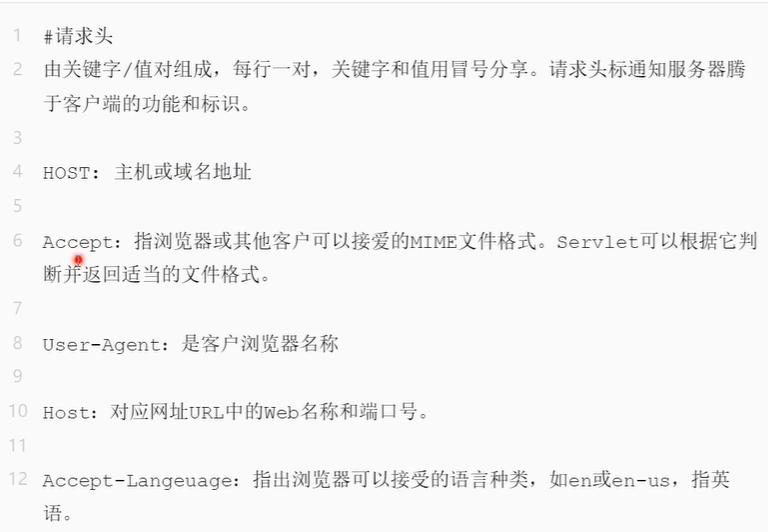 1 #请求头
2 由关键字/值对组成，每行一对，关键字和值用冒号分享。请求头标通知服务器腾
于客户端的功能和标识。
3
4 HOST: 主机或域名地址
5
6 Accept：指浏览器或其他客户可以接爱的MIME文件格式。Servlet可以根据它判
断并返回适当的文件格式。
7
8 User-Agent：是客户浏览器名称
9
10 Host：对应网址URL中的Web名称和端口号。
11
12 Accept-Langeuage：指出浏览器可以接受的语言种类，如en或en-us，指英
语。